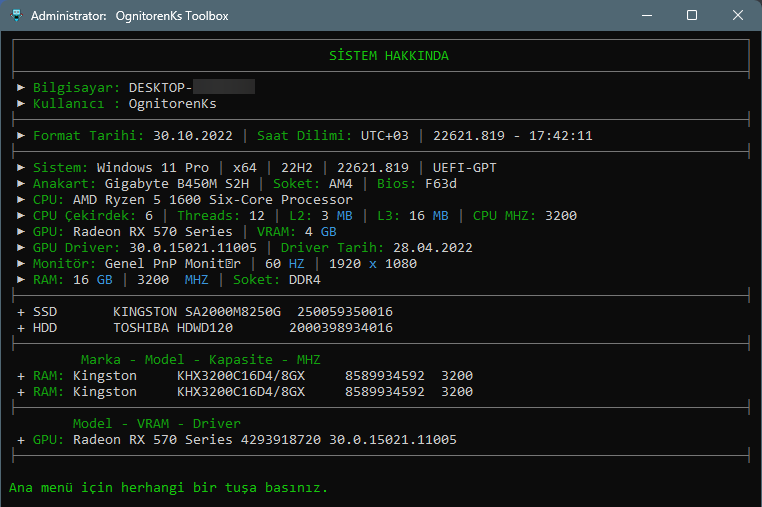 Administrator: OgnitorenKs Toolbox
SİSTEM HAKKINDA
► Bilgisayar: DESKTOP-
► Kullanıcı : OgnitorenKs
► Format Tarihi: 30.10.2022 | Saat Dilimi: UTC+03 | 22621.819 - 17:42:11
► Sistem: Windows 11 Pro | x64 | 22H2 | 22621.819 | UEFI-GPT
► Anakart: Gigabyte B450M S2H | Soket: AM4 | Bios: F63d
► CPU: AMD Ryzen 5 1600 Six-Core Processor
► CPU Çekirdek: 6 | Threads: 12 | L2: 3 MB | L3: 16 MB | CPU MHZ: 3200
► GPU: Radeon RX 570 Series | VRAM: 4 GB
► GPU Driver: 30.0.15021.11005 | Driver Tarih: 28.04.2022
► Monitör: Genel PnP Monit⍰r | 60 HZ | 1920 x 1080
► RAM: 16 GB | 3200 MHZ | Soket: DDR4
+ SSD KINGSTON SA2000M8250G 250059350016
+ HDD TOSHIBA HDWD120 2000398934016
Marka - Model - Kapasite - MHZ
+ RAM: Kingston KHX3200C16D4/8GX 8589934592 3200
+ RAM: Kingston KHX3200C16D4/8GX 8589934592 3200
Model - VRAM - Driver
+ GPU: Radeon RX 570 Series 4293918720 30.0.15021.11005
Ana menü için herhangi bir tuşa basınız.